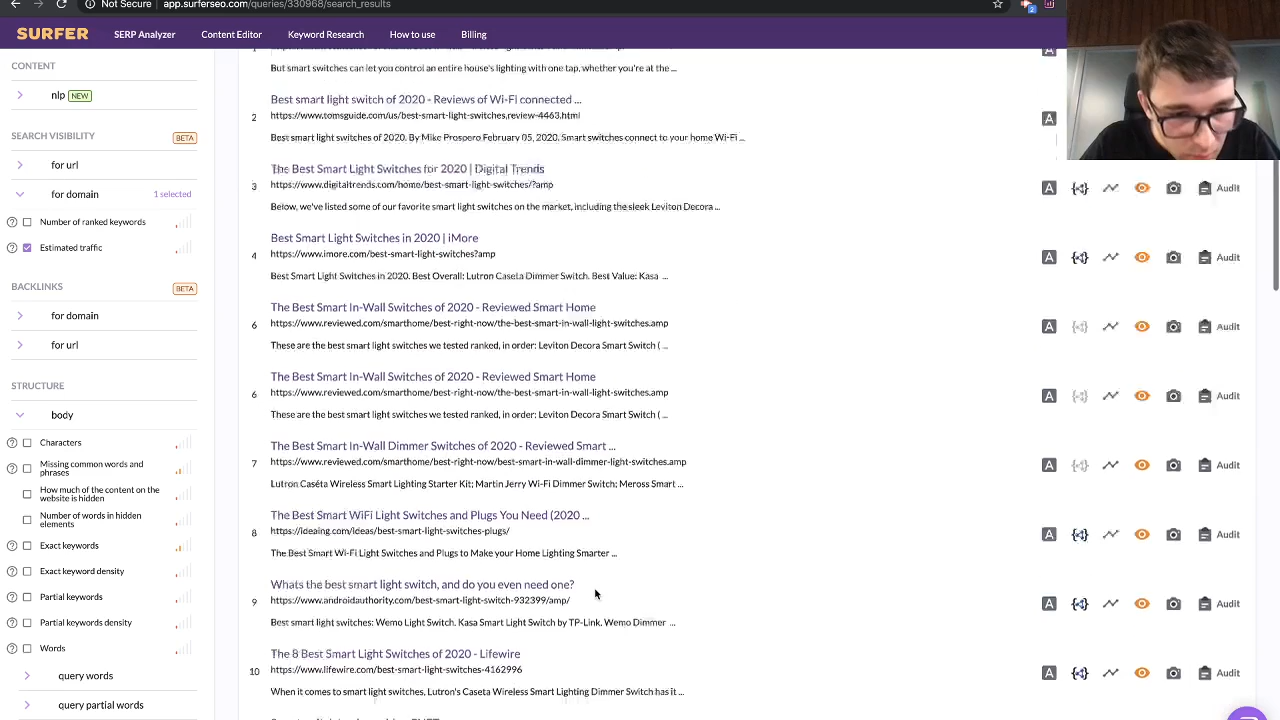 Not Secure | app.surferseo.com/queries/330968/search_results
SURFER SERP Analyzer Content Editor Keyword Research How to use Billing
CONTENT
nlp NEW
SEARCH VISIBILITY BETA
for url
for domain 1 selected
Number of ranked keywords
Estimated traffic
BACKLINKS BETA
for domain
for url
STRUCTURE
body
Characters
Missing common words and
phrases
How much of the content on the
website is hidden
Number of words in hidden
elements
Exact keywords
Exact keyword density
Partial keywords
Partial keywords density
Words
query words
query partial words
But smart switches can let you control an entire house's lighting with one tap, whether you're at the ...
Best smart light switch of 2020 - Reviews of Wi-Fi connected ...
2 https://www.tomsguide.com/us/best-smart-light-switches,review-4463.html
Best smart light switches of 2020. By Mike Prospero February 05, 2020. Smart switches connect to your home Wi-Fi ...
The Best Smart Light Switches for 2020 | Digital Trends
3 https://www.digitaltrends.com/home/best-smart-light-switches/?amp Audit
Below, we've listed some of our favorite smart light switches on the market, including the sleek Leviton Decora ...
Best Smart Light Switches in 2020 | iMore
4 https://www.imore.com/best-smart-light-switches?amp Audit
Best Smart Light Switches in 2020. Best Overall: Lutron Caseta Dimmer Switch. Best Value: Kasa ...
The Best Smart In-Wall Switches of 2020 - Reviewed Smart Home
6 https://www.reviewed.com/smarthome/best-right-now/the-best-smart-in-wall-light-switches.amp Audit
These are the best smart light switches we tested ranked, in order: Leviton Decora Smart Switch ( ...
The Best Smart In-Wall Switches of 2020 - Reviewed Smart Home
6 https://www.reviewed.com/smarthome/best-right-now/the-best-smart-in-wall-light-switches.amp Audit
These are the best smart light switches we tested ranked, in order: Leviton Decora Smart Switch ( ...
The Best Smart In-Wall Dimmer Switches of 2020 - Reviewed Smart ...
7 https://www.reviewed.com/smarthome/best-right-now/best-smart-in-wall-dimmer-light-switches.amp Audit
Lutron Caséta Wireless Smart Lighting Starter Kit; Martin Jerry Wi-Fi Dimmer Switch; Meross Smart ...
The Best Smart WiFi Light Switches and Plugs You Need (2020 ...
8 https://ideaing.com/ideas/best-smart-light-switches-plugs/ Audit
The Best Smart Wi-Fi Light Switches and Plugs to Make your Home Lighting Smarter ...
Whats the best smart light switch, and do you even need one?
9 https://www.androidauthority.com/best-smart-light-switch-932399/amp/ Audit
Best smart light switches: Wemo Light Switch. Kasa Smart Light Switch by TP-Link. Wemo Dimmer ...
The 8 Best Smart Light Switches of 2020 - Lifewire
10 https://www.lifewire.com/best-smart-light-switches-4162996 Audit
When it comes to smart light switches, Lutron's Caseta Wireless Smart Lighting Dimmer Switch has it ...